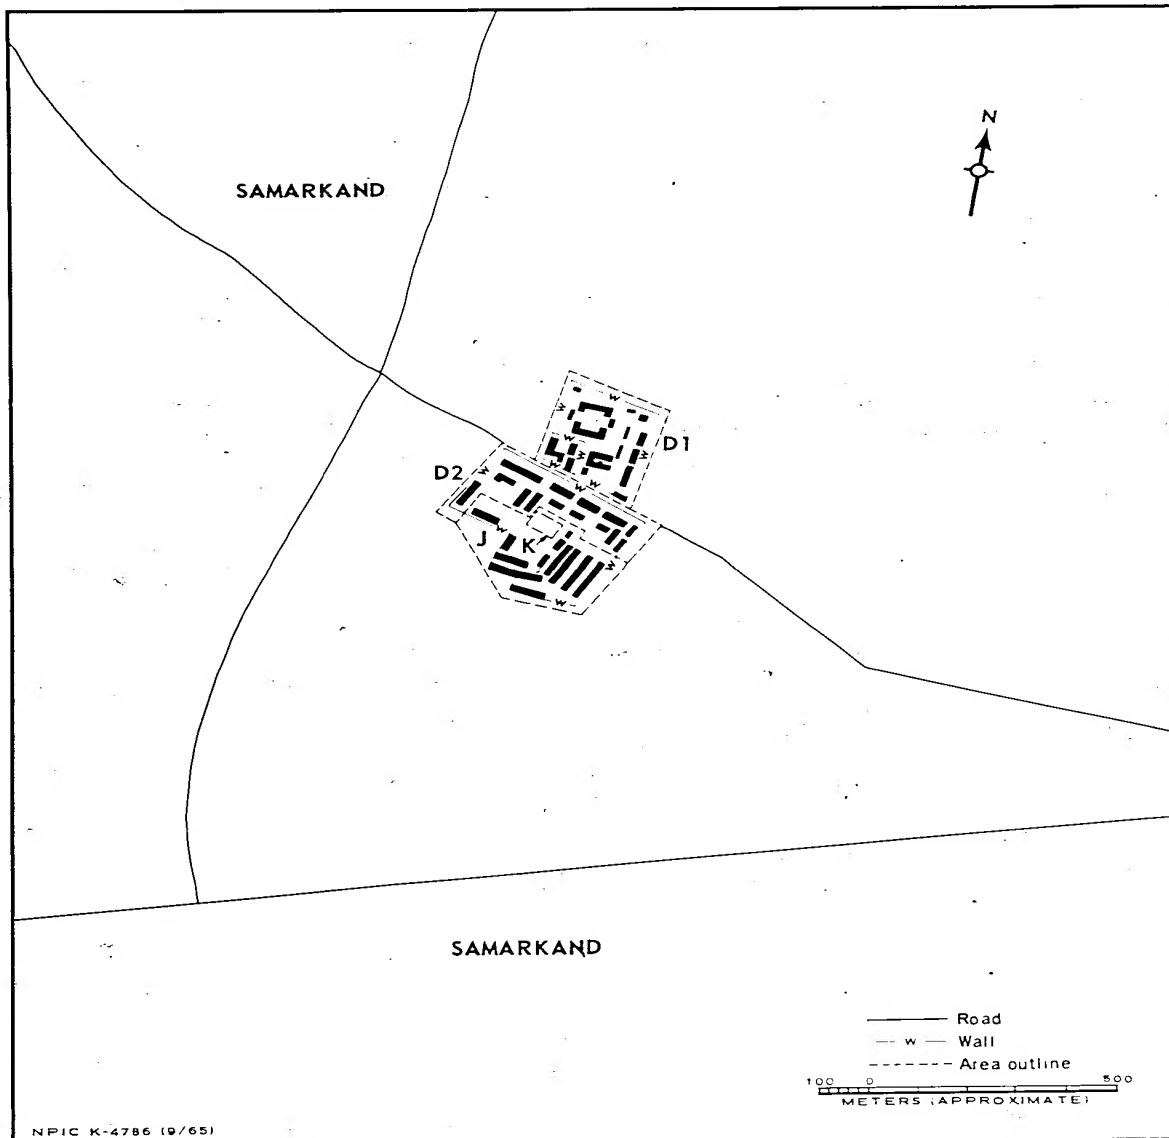 N
SAMARKAND
W
W
D1
W
W
W
W
D2
W
W
W
J
W
K
W
W
SAMARKAND
Road
W Wall
Area outline
100 0 500
METERS (APPROXIMATE)
NPIC K-4786 (9/65)